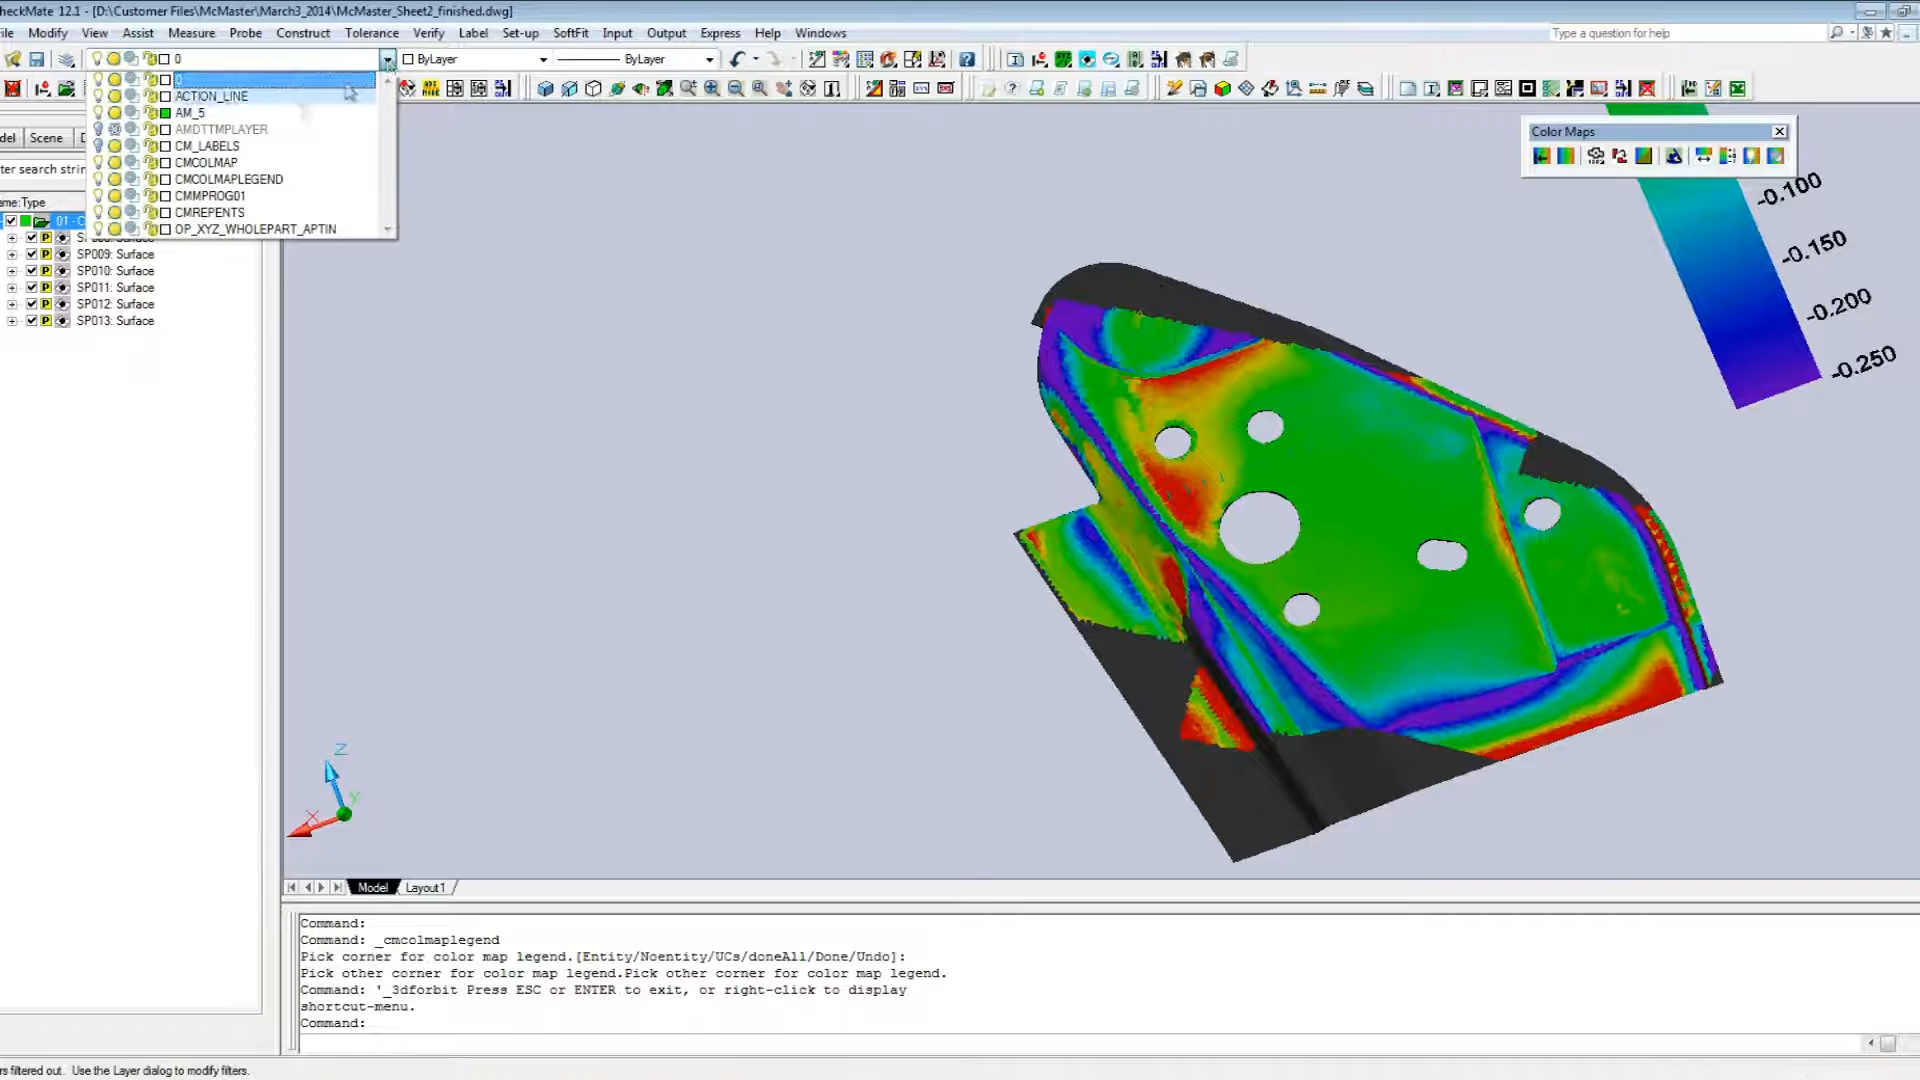 heckMate 12.1 - [D:\Customer Files\McMaster\March3_2014\McMaster_Sheet2_finished.dwg]
ile Modify View Assist Measure Probe Construct Tolerance Verify Label Set-up SoftFit Input Output Express Help Windows
Type a question for help
0
ByLayer
ByLayer
0
ACTION_LINE
AM_5
AMDTTMPLAYER
CM_LABELS
CMCOLMAP
CMCOLMAPLEGEND
CMMPROG01
CMREPENTS
OP_XYZ_WHOLEPART_APTIN
del Scene D
ter search strin
ame:Type
01 - C
SP009: Surface
SP010: Surface
SP011: Surface
SP012: Surface
SP013: Surface
Color Maps
-0.100
-0.150
-0.200
-0.250
Z
Y
X
Model Layout1
Command:
Command: _cmcolmaplegend
Pick corner for color map legend.[Entity/Noentity/UCs/doneAll/Done/Undo]:
Pick other corner for color map legend.Pick other corner for color map legend.
Command: '_3dforbit Press ESC or ENTER to exit, or right-click to display
shortcut-menu.
Command:
rs filtered out. Use the Layer dialog to modify filters.